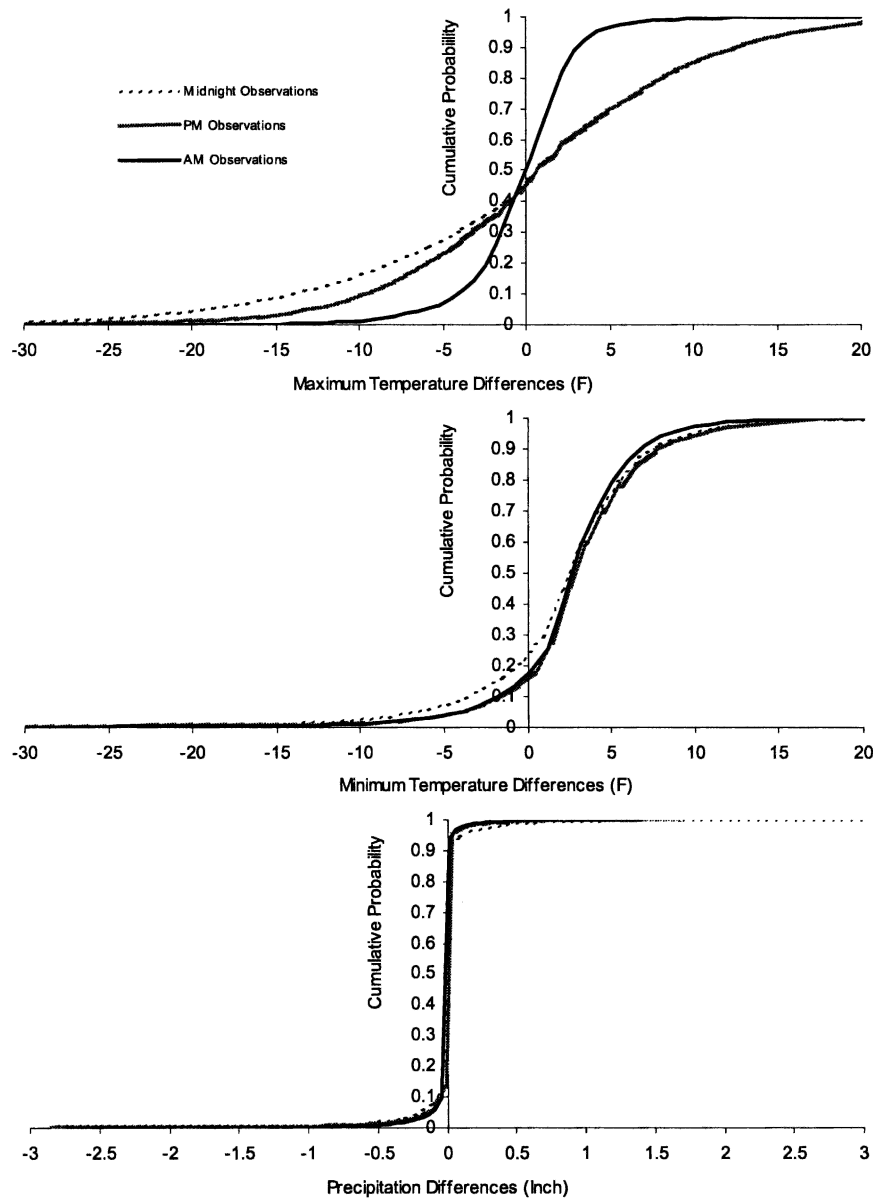 Cumulative Probabiility
1
0.9
0.8
0.7
0.6
0.5
0.4
0.3
0.2
0.1
0
Midnight Observations
PM Observations
AM Observations
-30 -25 -20 -15 -10 -5 0 5 10 15 20
Maximum Temperature Differences (F)
Cumulative Probability
1
0.9
0.8
0.7
0.6
0.5
0.4
0.3
0.2
0.1
0
-30 -25 -20 -15 -10 -5 0 5 10 15 20
Minimum Temperature Differences (F)
Cumulative Probability
1
0.9
0.8
0.7
0.6
0.5
0.4
0.3
0.2
0.1
0
-3 -2.5 -2 -1.5 -1 -0.5 0 0.5 1 1.5 2 2.5 3
Precipitation Differences (Inch)